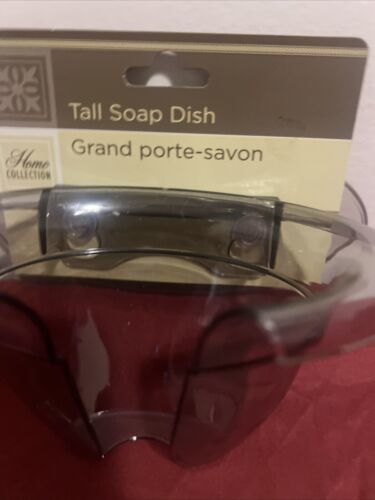 Tall Soap Dish
Grand porte-savon
Home
COLLECTION